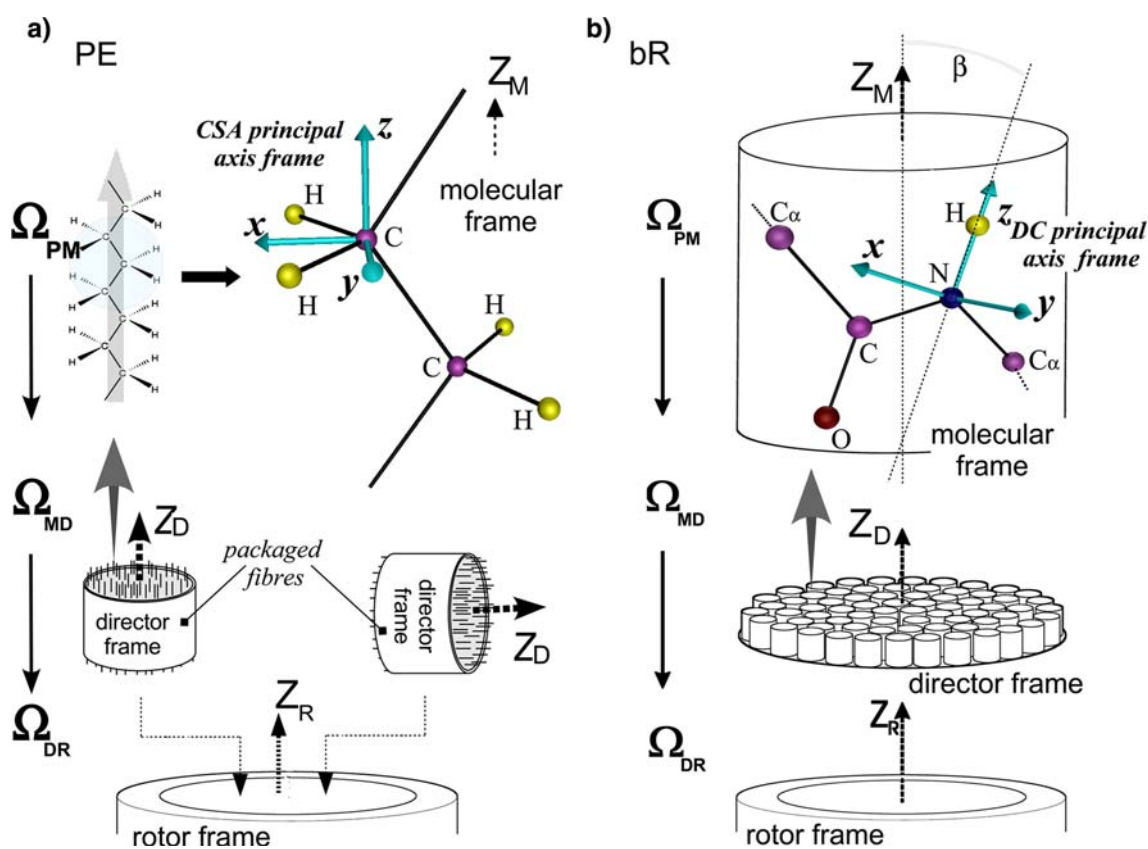 a)
PE
Z_M
CSA principal
axis frame
z
H
molecular
frame
x
C
y
H
H
C
H
Ω_PM
H
H
C
H
H
H
C
H
H
C
H
H
H
C
H
H
C
H
H
H
C
H
Ω_MD
Z_D
packaged
fibres
director
frame
director
frame
Z_D
Ω_DR
Z_R
rotor frame
b)
bR
β
Z_M
Cα
H
z
DC principal
axis frame
Ω_PM
x
N
y
C
Cα
O
molecular
frame
Ω_MD
Z_D
director frame
Z_R
Ω_DR
rotor frame